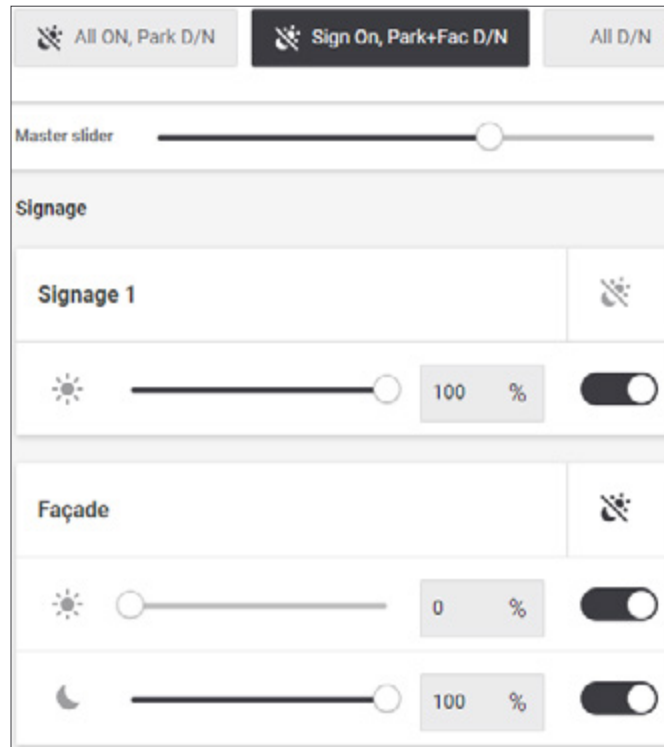 All ON, Park D/N
Sign On, Park+Fac D/N
All D/N
Master slider
Signage
Signage 1
100 %
Façade
0 %
100 %